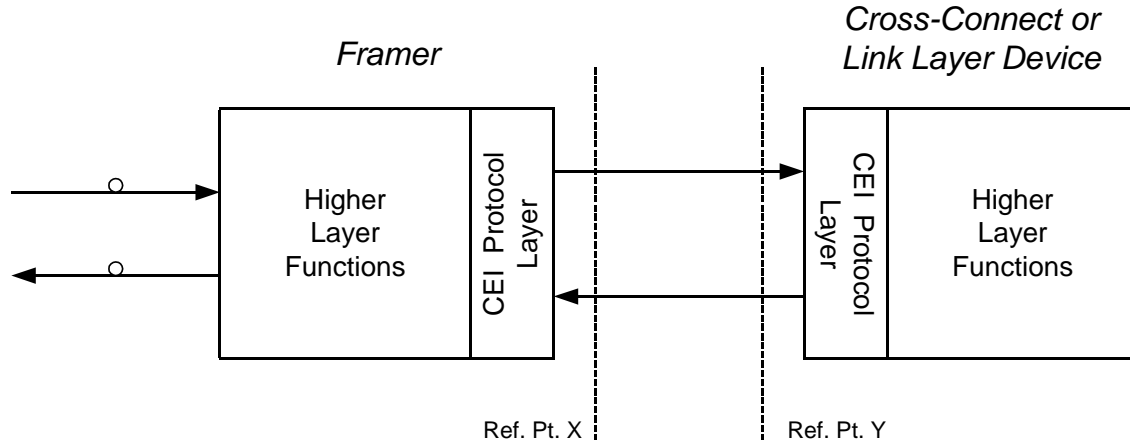 Framer
Cross-Connect or
Link Layer Device
Higher
Layer
Functions
CEI Protocol
Layer
CEI Protocol
Layer
Higher
Layer
Functions
Ref. Pt. X
Ref. Pt. Y